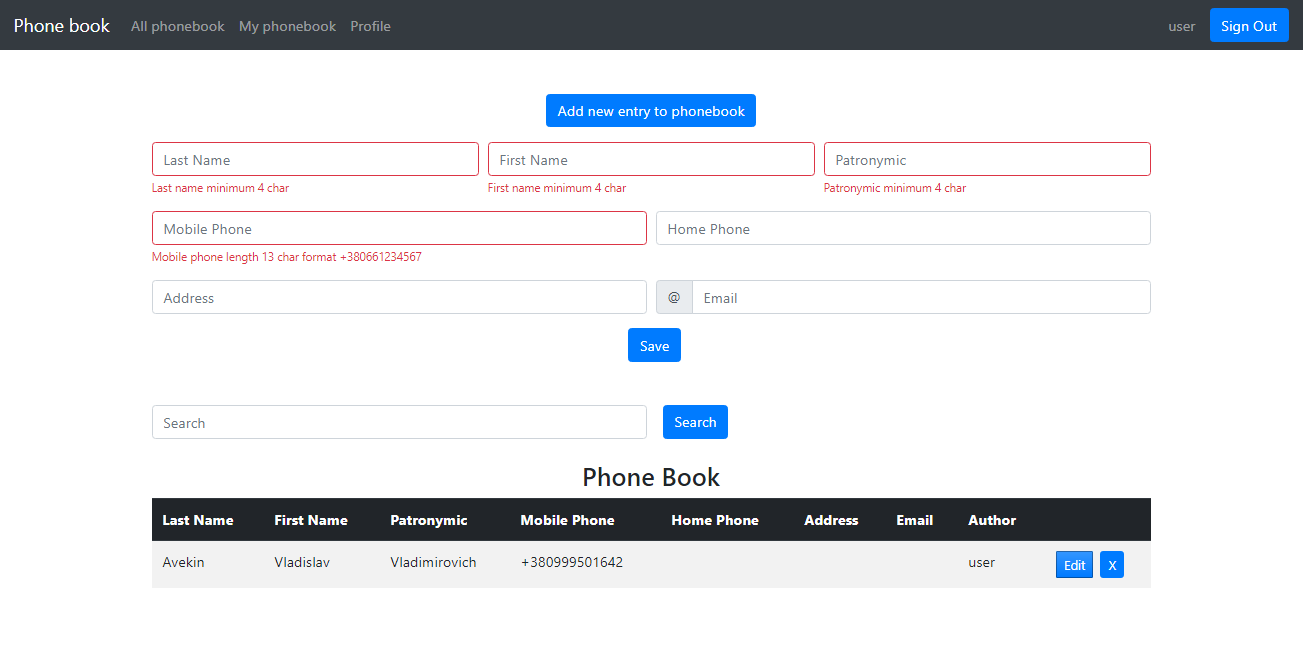 Phone book All phonebook My phonebook Profile user Sign Out
Add new entry to phonebook
Last Name First Name Patronymic
Last name minimum 4 char First name minimum 4 char Patronymic minimum 4 char
Mobile Phone Home Phone
Mobile phone length 13 char format +380661234567
Address @ Email
Save
Search Search
Phone Book
Last Name First Name Patronymic Mobile Phone Home Phone Address Email Author
Avekin Vladislav Vladimirovich +380999501642 user Edit X